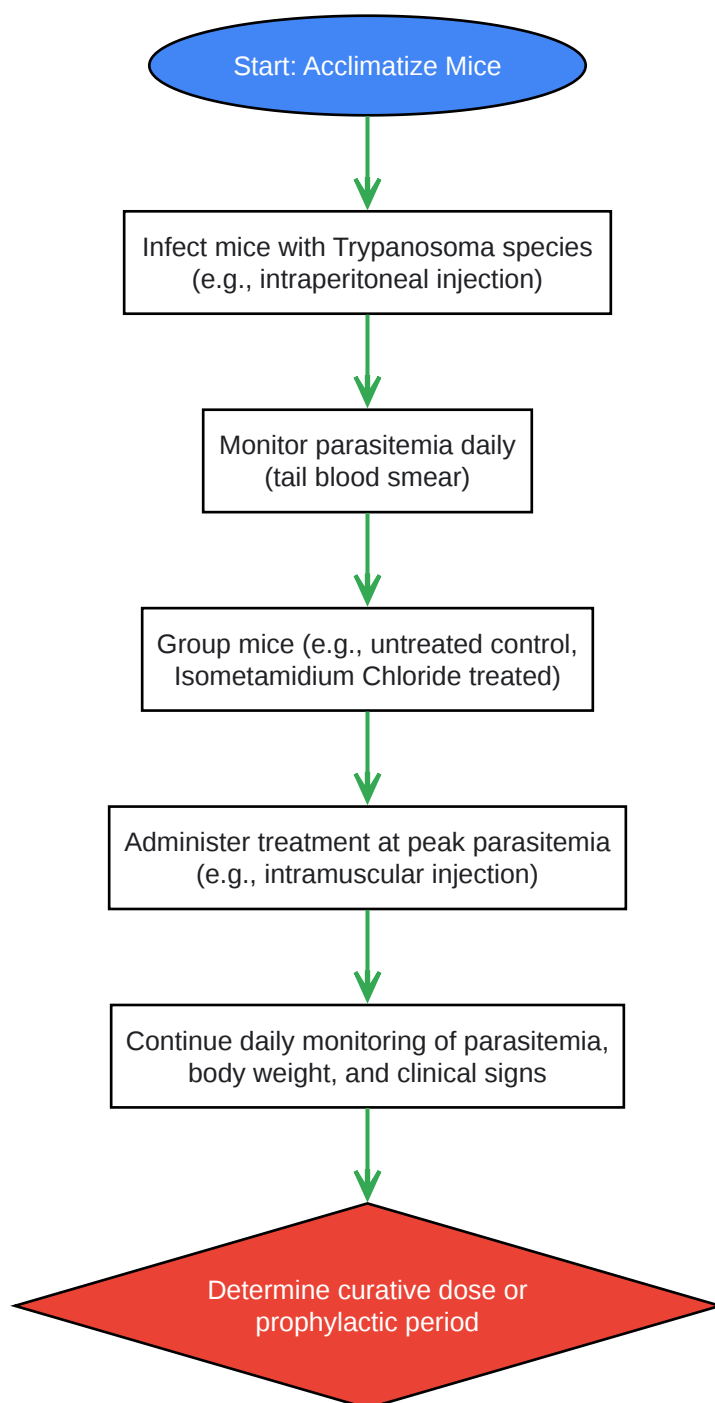 Start: Acclimatize Mice
Infect mice with Trypanosoma species
(e.g., intraperitoneal injection)
Monitor parasitemia daily
(tail blood smear)
Group mice (e.g., untreated control,
Isometamidium Chloride treated)
Administer treatment at peak parasitemia
(e.g., intramuscular injection)
Continue daily monitoring of parasitemia,
body weight, and clinical signs
Determine curative dose or
prophylactic period